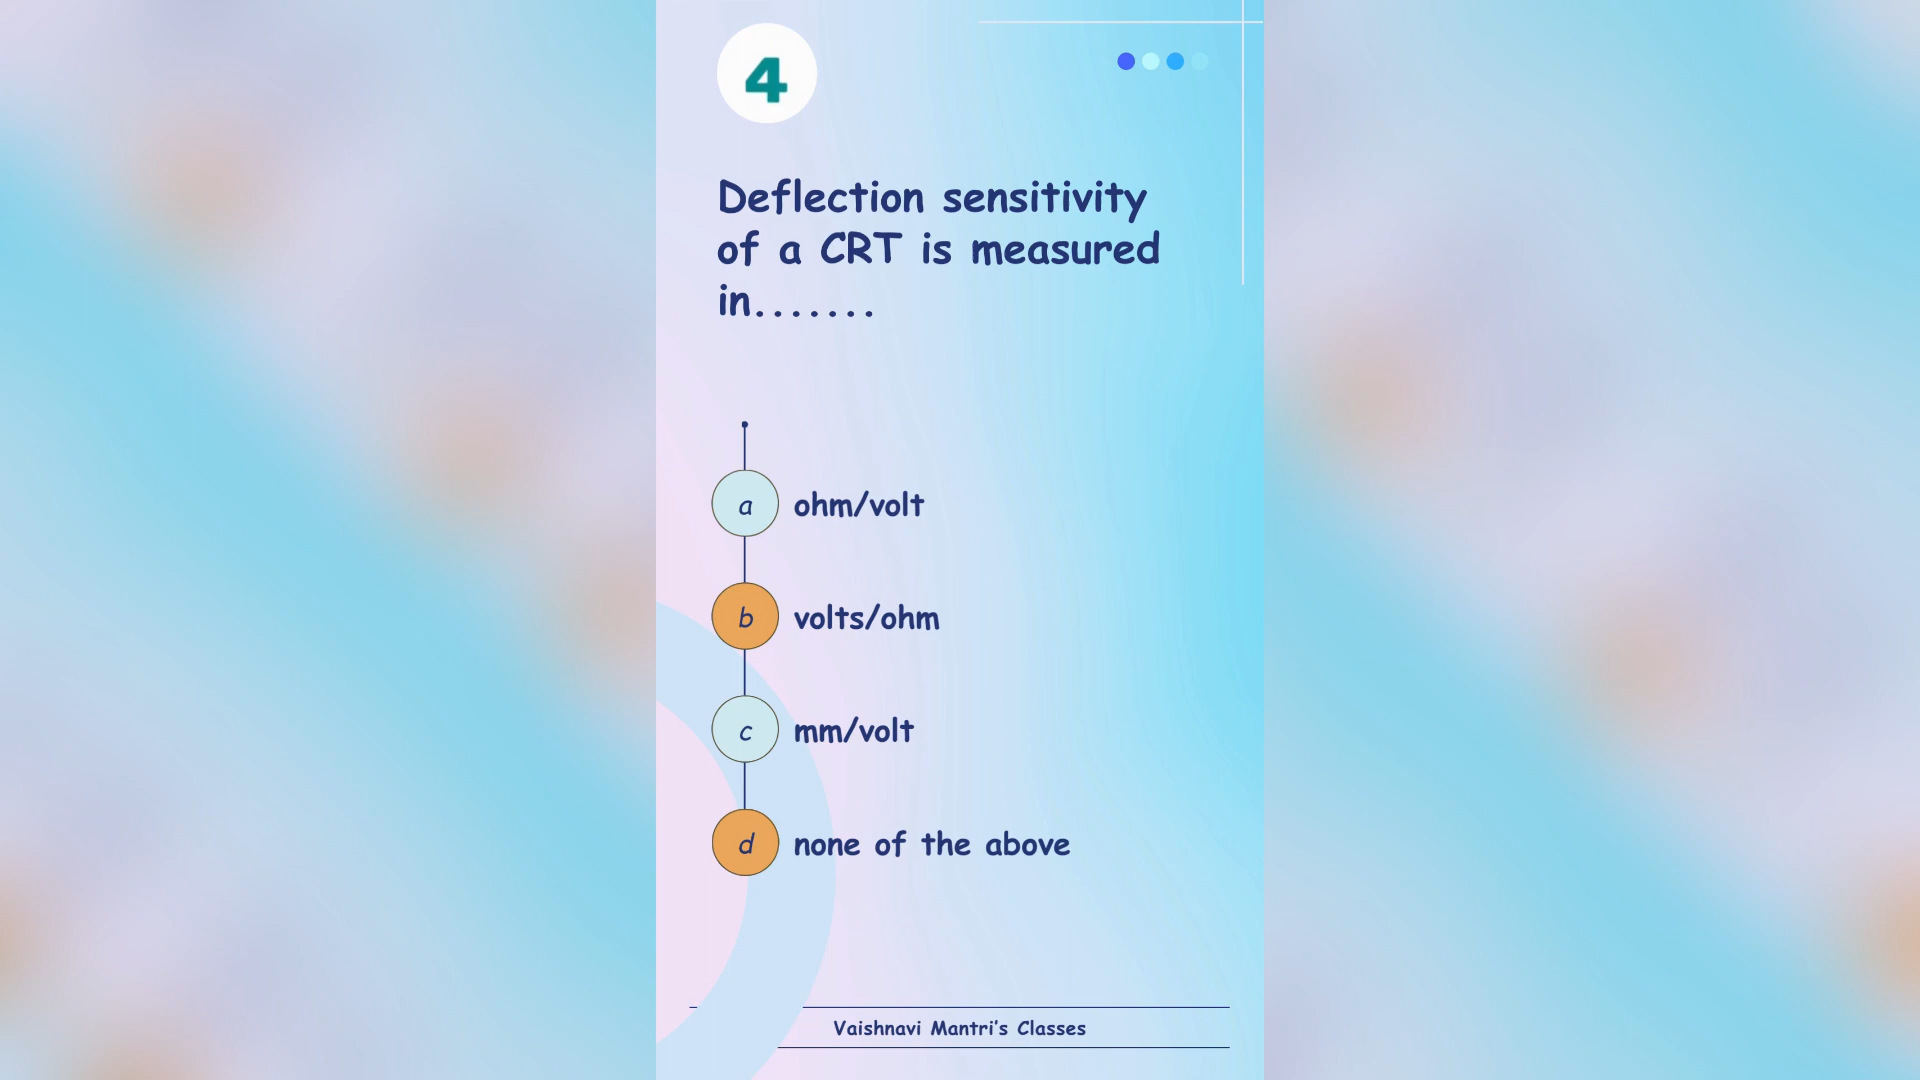 4
Deflection sensitivity
of a CRT is measured
in.......
a ohm/volt
b volts/ohm
c mm/volt
d none of the above
Vaishnavi Mantri's Classes